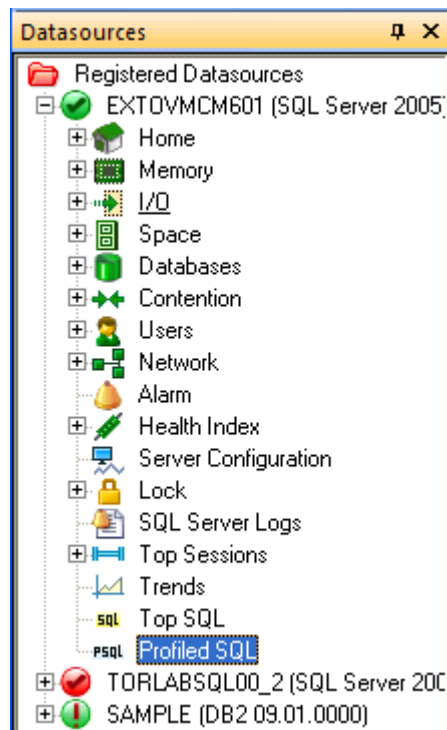 Datasources
Registered Datasources
EXTOVMCM601 (SQL Server 2005)
Home
Memory
I/O
Space
Databases
Contention
Users
Network
Alarm
Health Index
Server Configuration
Lock
SQL Server Logs
Top Sessions
Trends
SQL Top SQL
PSQL Profiled SQL
TORLABSQL00_2 (SQL Server 200
SAMPLE (DB2 09.01.0000)